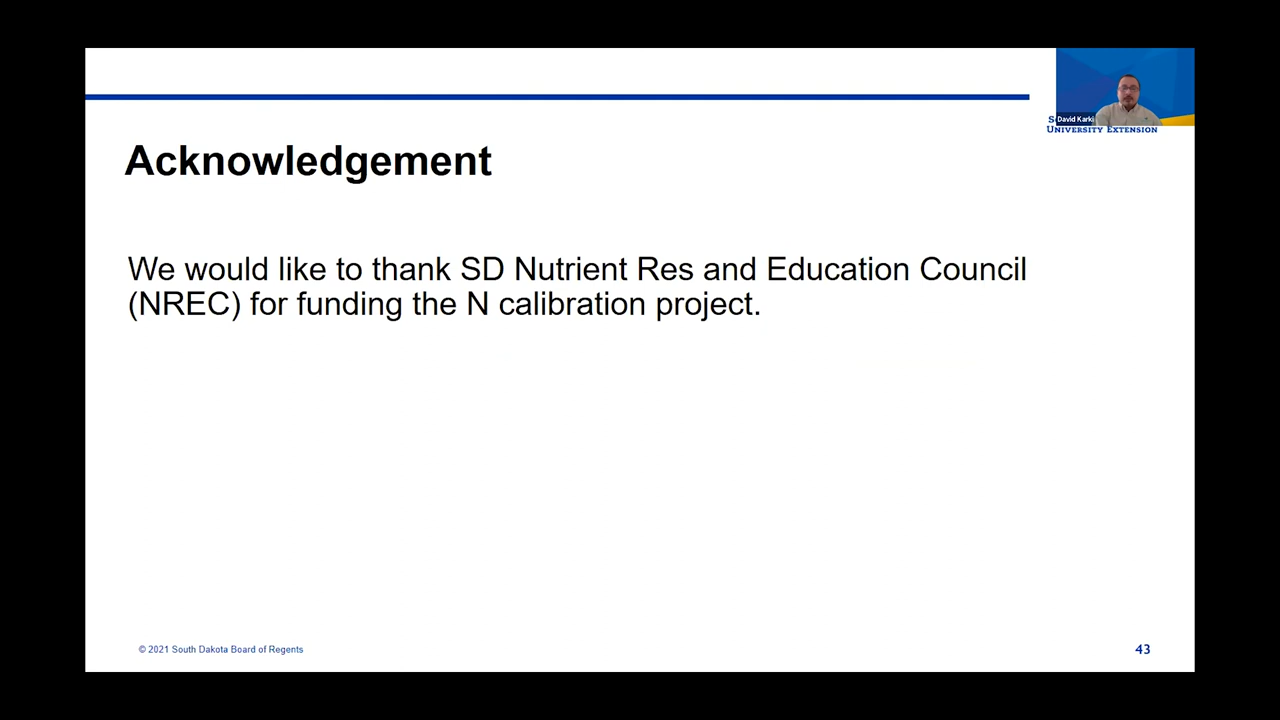 David Karki
UNIVERSITY EXTENSION
Acknowledgement
We would like to thank SD Nutrient Res and Education Council
(NREC) for funding the N calibration project.
© 2021 South Dakota Board of Regents
43